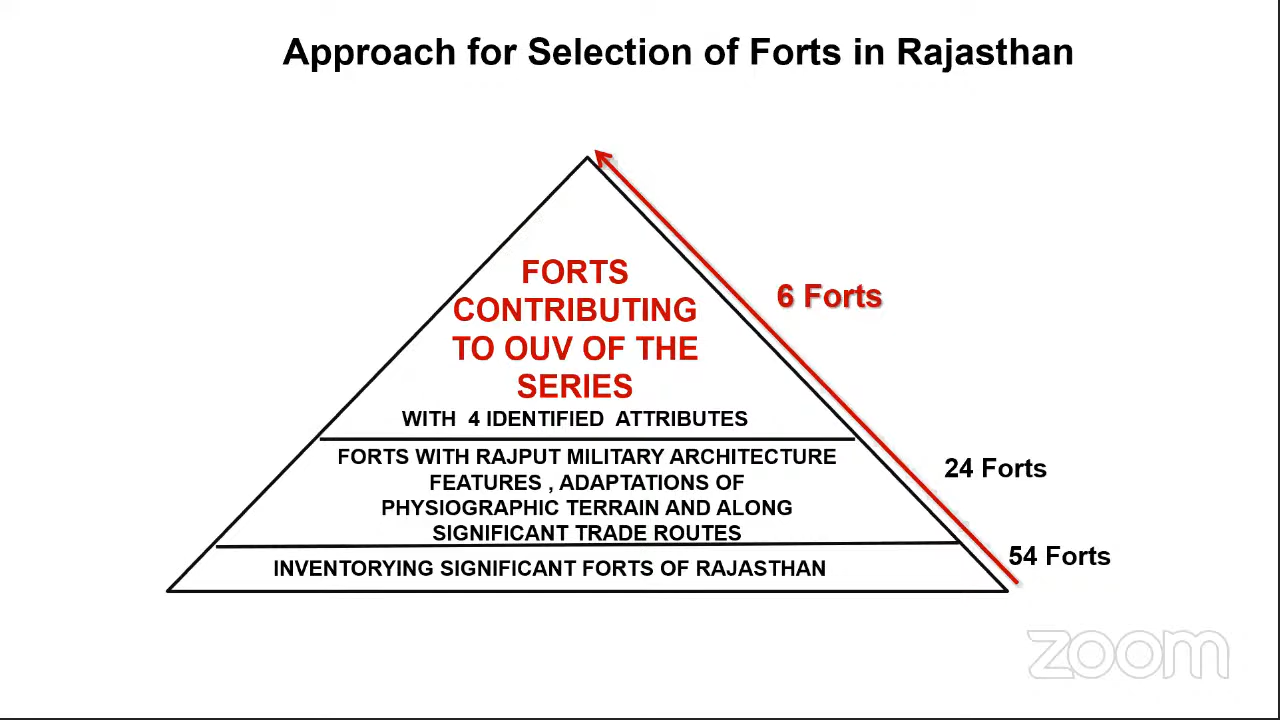 Approach for Selection of Forts in Rajasthan
FORTS
CONTRIBUTING
TO OUV OF THE
SERIES
WITH 4 IDENTIFIED ATTRIBUTES
6 Forts
FORTS WITH RAJPUT MILITARY ARCHITECTURE
FEATURES , ADAPTATIONS OF
PHYSIOGRAPHIC TERRAIN AND ALONG
SIGNIFICANT TRADE ROUTES
24 Forts
INVENTORYING SIGNIFICANT FORTS OF RAJASTHAN
54 Forts
zoom